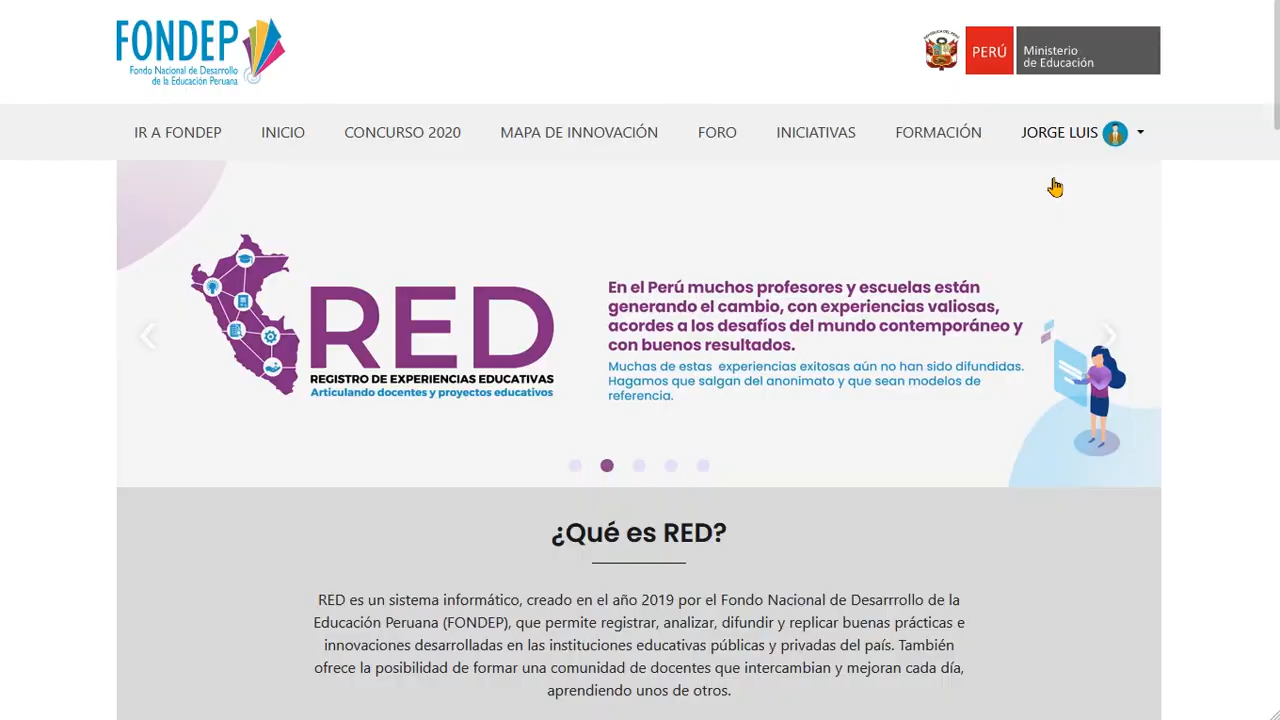 FONDEP
Fondo Nacional de Desarrollo
de la Educación Peruana
PERÚ
Ministerio
de Educación
IR A FONDEP INICIO CONCURSO 2020 MAPA DE INNOVACIÓN FORO INICIATIVAS FORMACIÓN JORGE LUIS
RED
REGISTRO DE EXPERIENCIAS EDUCATIVAS
Articulando docentes y proyectos educativos
En el Perú muchos profesores y escuelas están
generando el cambio, con experiencias valiosas,
acordes a los desafíos del mundo contemporáneo y
con buenos resultados.
Muchas de estas experiencias exitosas aún no han sido difundidas.
Hagamos que salgan del anonimato y que sean modelos de
referencia.
¿Qué es RED?
RED es un sistema informático, creado en el año 2019 por el Fondo Nacional de Desarrrollo de la
Educación Peruana (FONDEP), que permite registrar, analizar, difundir y replicar buenas prácticas e
innovaciones desarrolladas en las instituciones educativas públicas y privadas del país. También
ofrece la posibilidad de formar una comunidad de docentes que intercambian y mejoran cada día,
aprendiendo unos de otros.